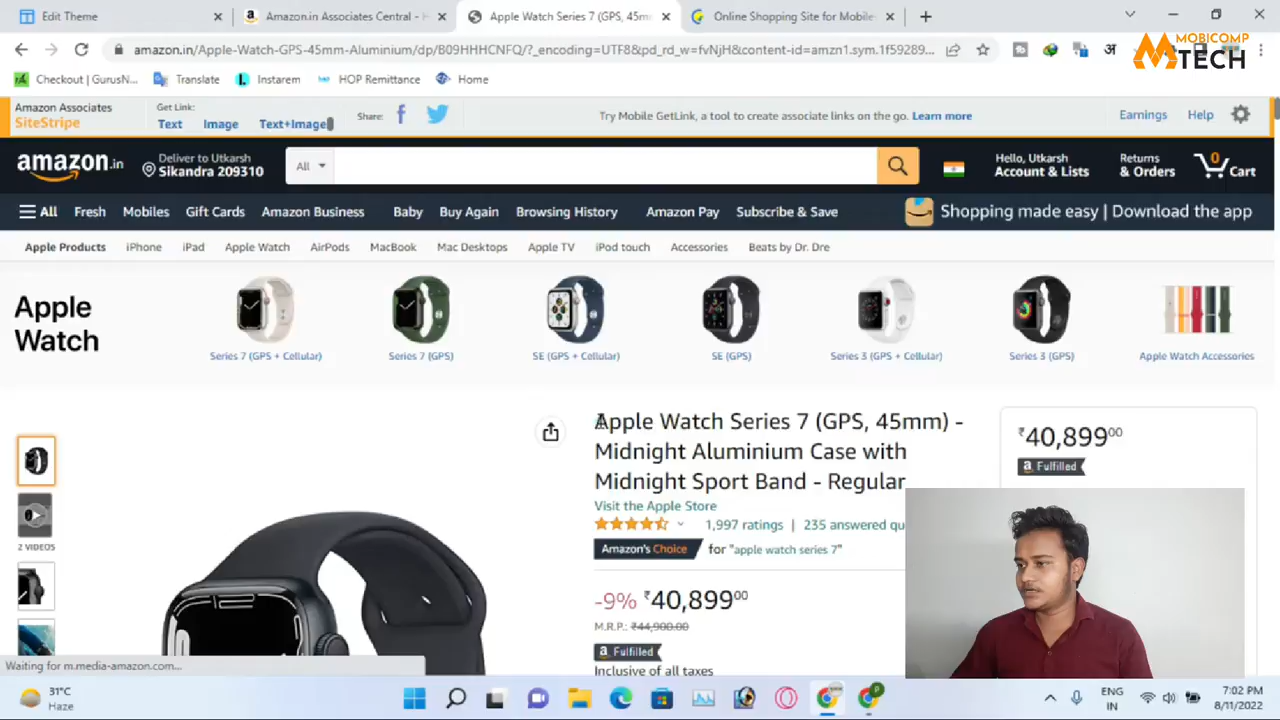 Edit Theme
Amazon.in Associates Central - H
Apple Watch Series 7 (GPS, 45mm
Online Shopping Site for Mobile
amazon.in/Apple-Watch-GPS-45mm-Aluminium/dp/B09HHHCNFQ/?_encoding=UTF8&pd_rd_w=fvNjH&content-id=amzn1.sym.1f59289...
अ
MOBICOMP
TECH
Checkout | GurusN...
Translate
Instarem
HOP Remittance
Home
Amazon Associates
SiteStripe
Get Link:
Text
Image
Text+Image
Share:
Try Mobile GetLink, a tool to create associate links on the go. Learn more
Earnings
Help
amazon.in
Deliver to Utkarsh
Sikandra 209310
All
Hello, Utkarsh
Account & Lists
Returns
& Orders
0
Cart
All
Fresh
Mobiles
Gift Cards
Amazon Business
Baby
Buy Again
Browsing History
Amazon Pay
Subscribe & Save
Shopping made easy | Download the app
Apple Products
iPhone
iPad
Apple Watch
AirPods
MacBook
Mac Desktops
Apple TV
iPod touch
Accessories
Beats by Dr. Dre
Apple
Watch
Series 7 (GPS + Cellular)
Series 7 (GPS)
SE (GPS + Cellular)
SE (GPS)
Series 3 (GPS + Cellular)
Series 3 (GPS)
Apple Watch Accessories
2 VIDEOS
Apple Watch Series 7 (GPS, 45mm) -
Midnight Aluminium Case with
Midnight Sport Band - Regular
Visit the Apple Store
1,997 ratings | 235 answered qu
Amazon's Choice for "apple watch series 7"
-9% ₹40,899.00
M.R.P.: ₹44,900.00
Fulfilled
Inclusive of all taxes
₹40,899.00
Fulfilled
Waiting for m.media-amazon.com...
31°C
Haze
ENG
IN
7:02 PM
8/11/2022